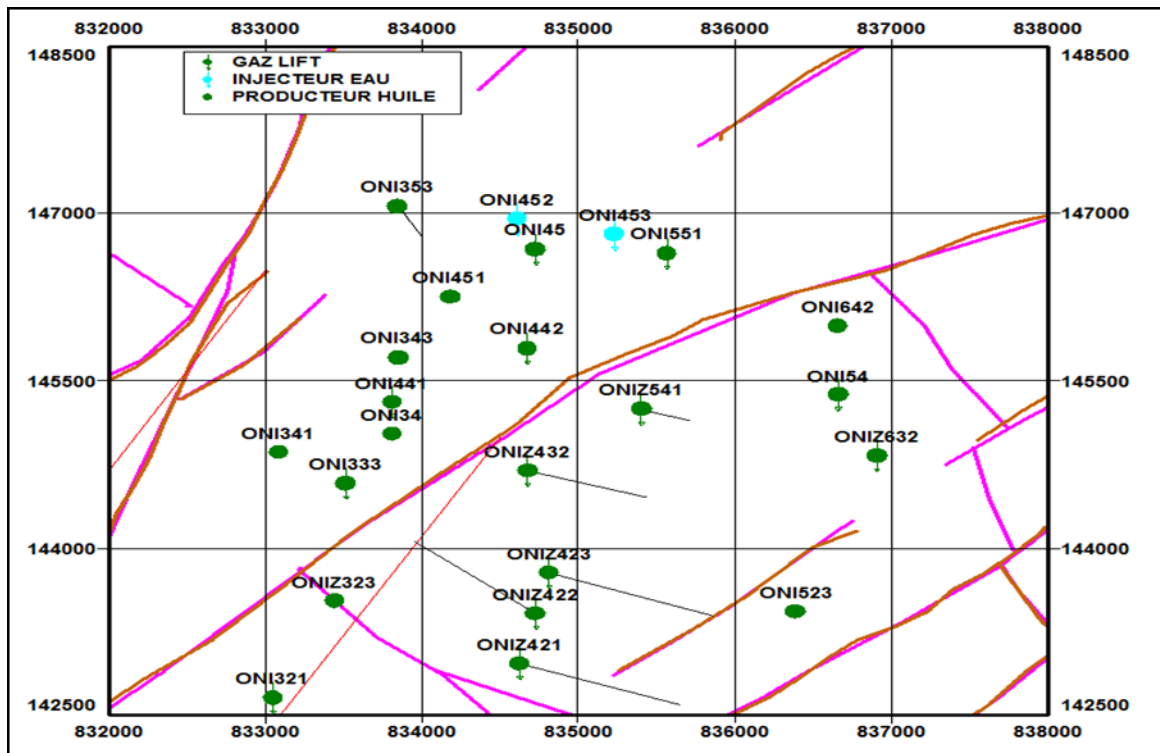 832000 833000 834000 835000 836000 837000 838000
148500 148500
GAZ LIFT
INJECTEUR EAU
PRODUCTEUR HUILE
ONI353
ONI452
ONI453
147000 147000
ONI45 ONI551
ONI451
ONI642
ONI442
ONI343
145500 145500
ONI441 ONIZ541 ONI54
ONI34
ONI341 ONIZ632
ONI333 ONIZ432
144000 144000
ONIZ423
ONIZ323 ONIZ422 ONI523
ONIZ421
ONI321
142500 142500
832000 833000 834000 835000 836000 837000 838000